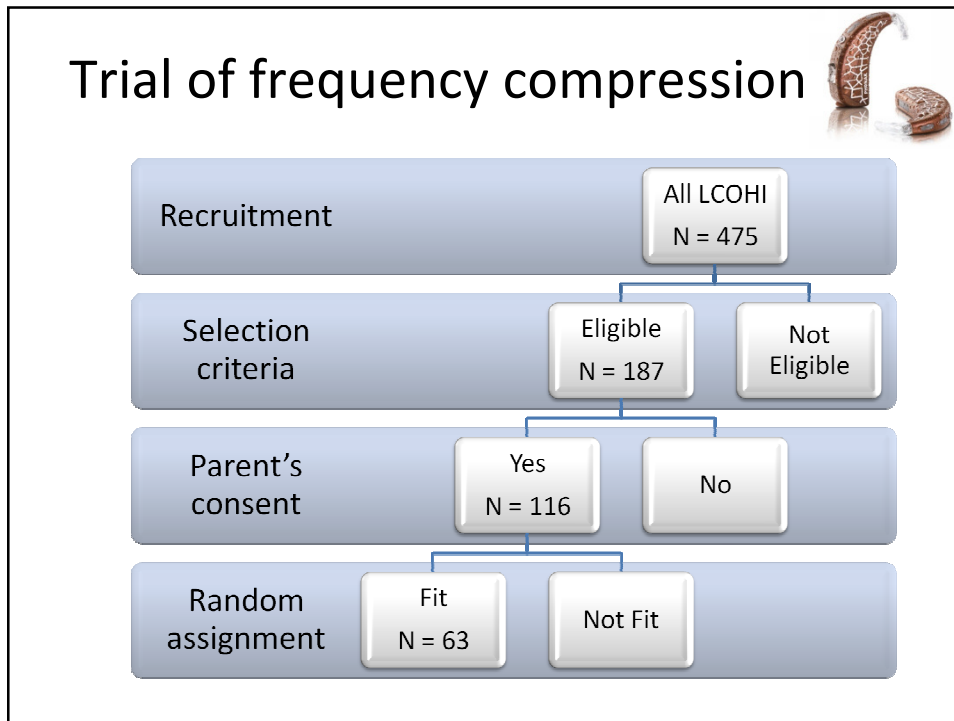 Trial of frequency compression
Recruitment
All LCOHI
N = 475
Selection
criteria
Eligible
N = 187
Not
Eligible
Parent’s
consent
Yes
N = 116
No
Random
assignment
Fit
N = 63
Not Fit